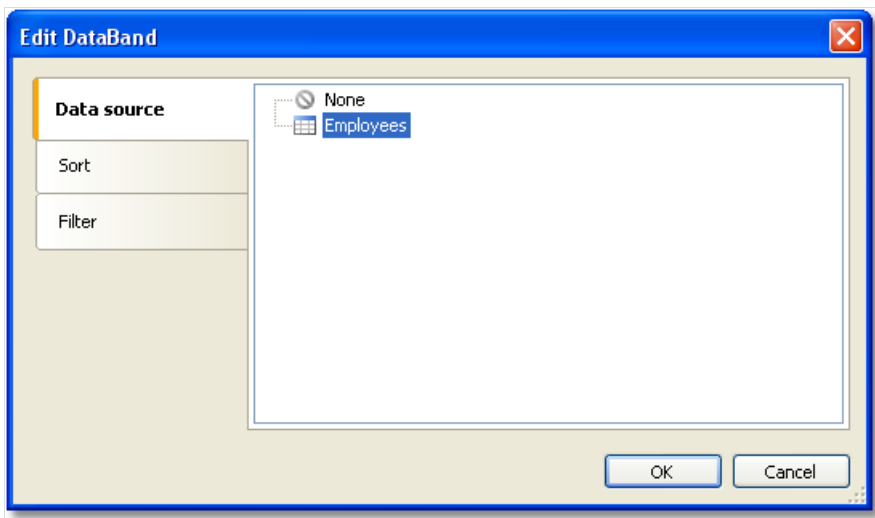 Edit DataBand
Data source
Sort
Filter
None
Employees
OK
Cancel